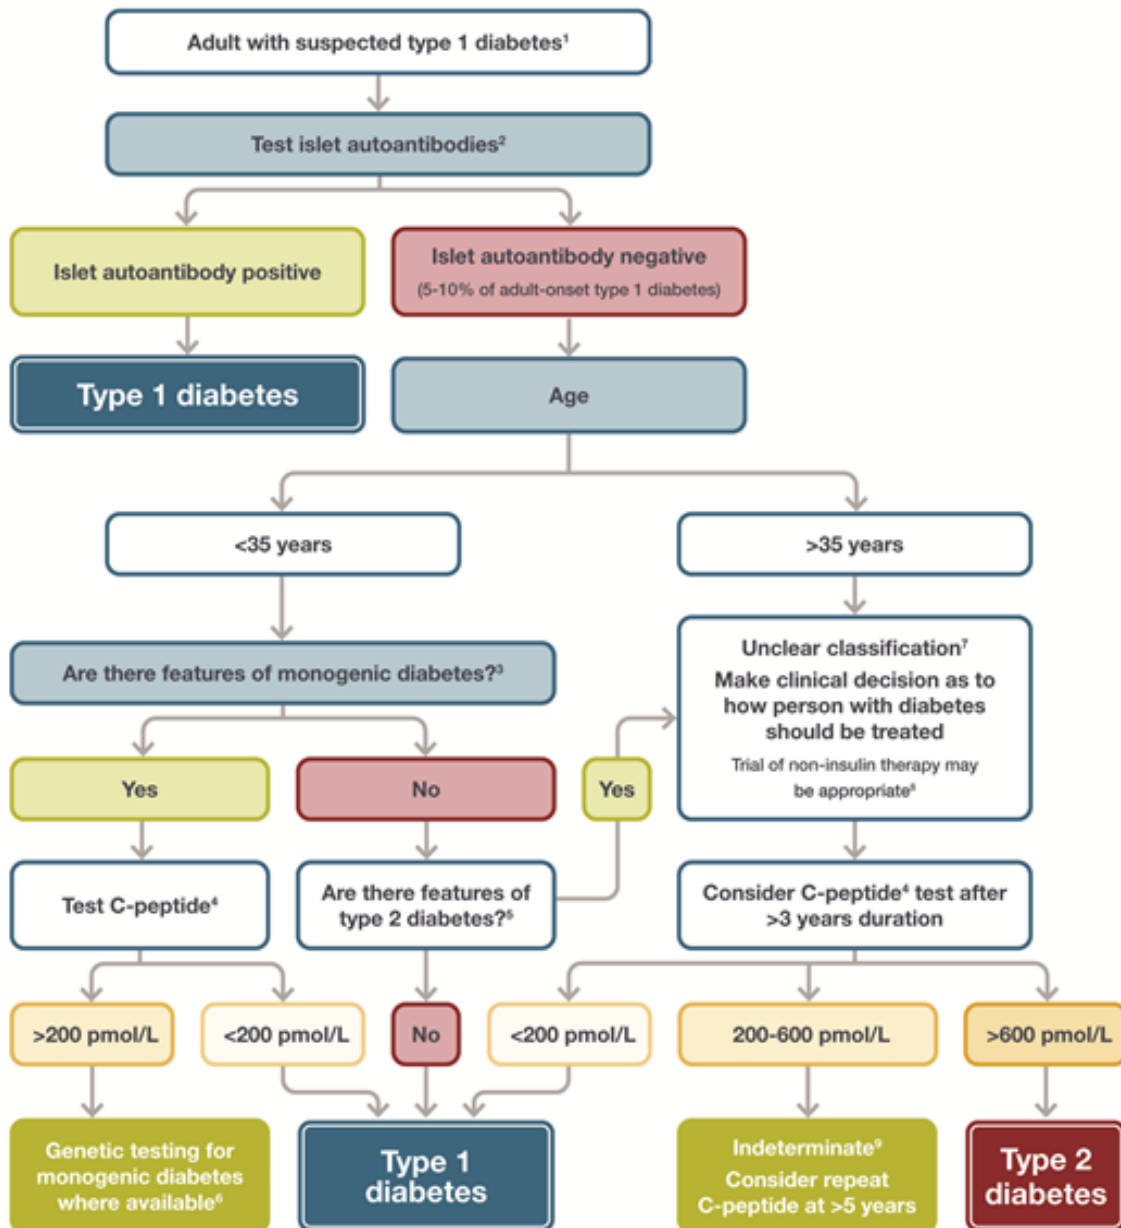 Adult with suspected type 1 diabetes¹
Test islet autoantibodies²
Islet autoantibody positive
Islet autoantibody negative
(5-10% of adult-onset type 1 diabetes)
Type 1 diabetes
Age
<35 years
>35 years
Are there features of monogenic diabetes?³
Unclear classification⁷
Make clinical decision as to
how person with diabetes
should be treated
Trial of non-insulin therapy may
be appropriate⁸
Yes
No
Yes
Test C-peptide⁴
Are there features of
type 2 diabetes?⁵
Consider C-peptide⁴ test after
>3 years duration
>200 pmol/L
<200 pmol/L
No
<200 pmol/L
200-600 pmol/L
>600 pmol/L
Genetic testing for
monogenic diabetes
where available⁶
Type 1
diabetes
Indeterminate⁹
Consider repeat
C-peptide at >5 years
Type 2
diabetes